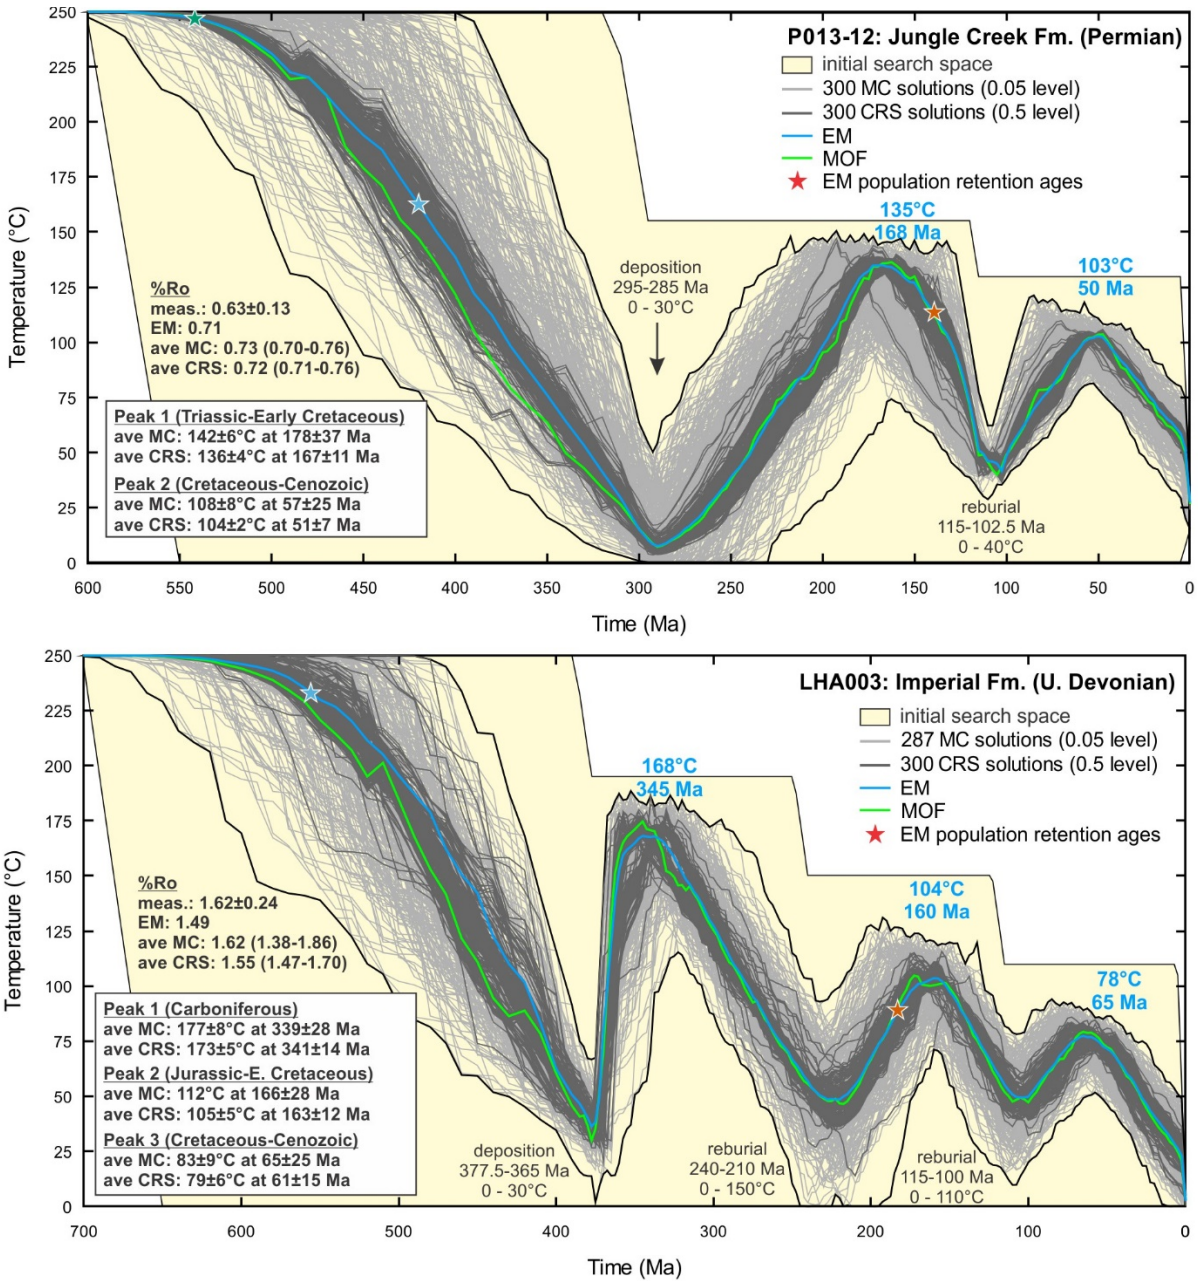 P013-12: Jungle Creek Fm. (Permian)
initial search space
300 MC solutions (0.05 level)
300 CRS solutions (0.5 level)
EM
MOF
EM population retention ages
135°C
168 Ma
103°C
50 Ma
deposition
295-285 Ma
0 - 30°C
reburial
115-102.5 Ma
0 - 40°C
%Ro
meas.: 0.63±0.13
EM: 0.71
ave MC: 0.73 (0.70-0.76)
ave CRS: 0.72 (0.71-0.76)
Peak 1 (Triassic-Early Cretaceous)
ave MC: 142±6°C at 178±37 Ma
ave CRS: 136±4°C at 167±11 Ma
Peak 2 (Cretaceous-Cenozoic)
ave MC: 108±8°C at 57±25 Ma
ave CRS: 104±2°C at 51±7 Ma
Temperature (°C)
250
225
200
175
150
125
100
75
50
25
0
600 550 500 450 400 350 300 250 200 150 100 50 0
Time (Ma)
LHA003: Imperial Fm. (U. Devonian)
initial search space
287 MC solutions (0.05 level)
300 CRS solutions (0.5 level)
EM
MOF
EM population retention ages
168°C
345 Ma
104°C
160 Ma
78°C
65 Ma
%Ro
meas.: 1.62±0.24
EM: 1.49
ave MC: 1.62 (1.38-1.86)
ave CRS: 1.55 (1.47-1.70)
Peak 1 (Carboniferous)
ave MC: 177±8°C at 339±28 Ma
ave CRS: 173±5°C at 341±14 Ma
Peak 2 (Jurassic-E. Cretaceous)
ave MC: 112°C at 166±28 Ma
ave CRS: 105±5°C at 163±12 Ma
Peak 3 (Cretaceous-Cenozoic)
ave MC: 83±9°C at 65±25 Ma
ave CRS: 79±6°C at 61±15 Ma
deposition
377.5-365 Ma
0 - 30°C
reburial
240-210 Ma
0 - 150°C
reburial
115-100 Ma
0 - 110°C
Temperature (°C)
250
225
200
175
150
125
100
75
50
25
0
700 600 500 400 300 200 100 0
Time (Ma)